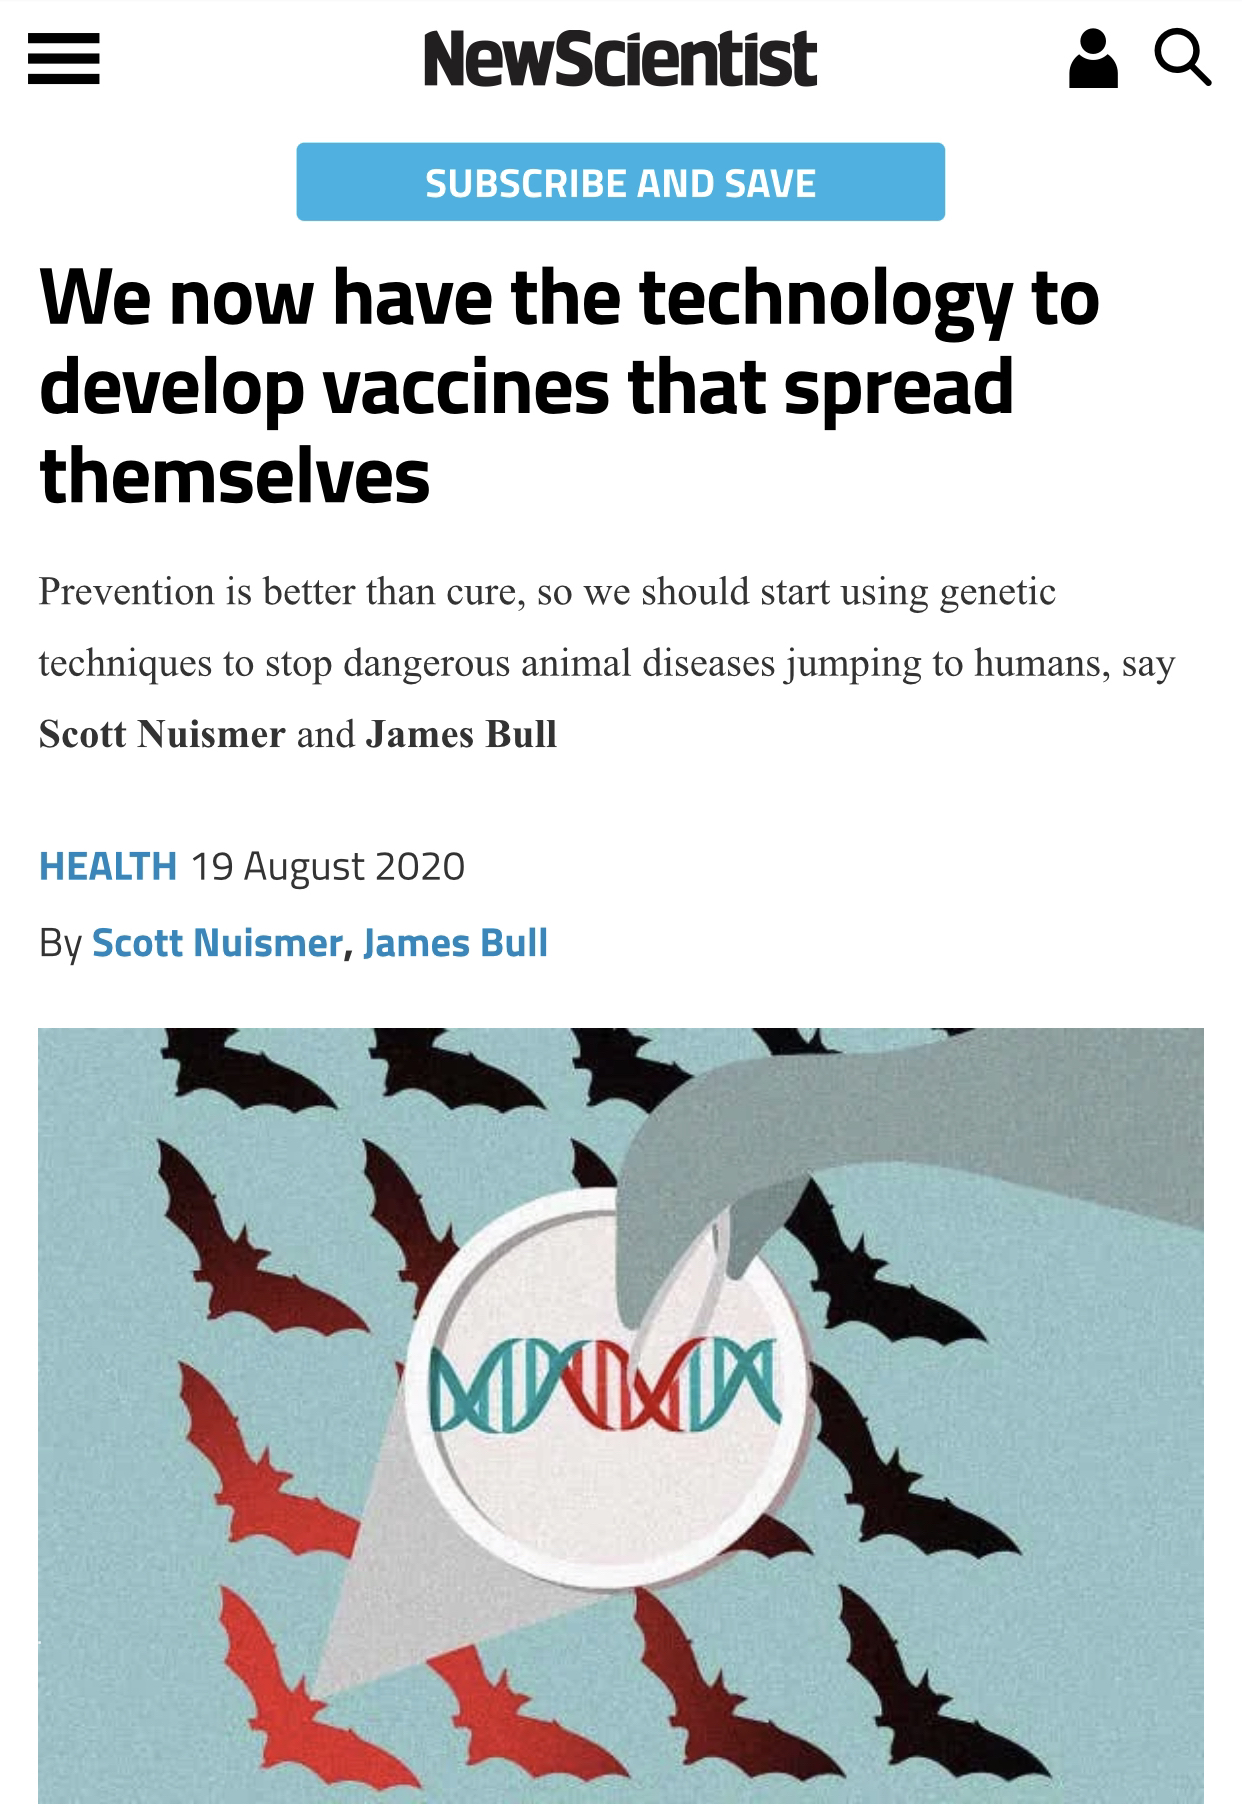 NewScientist
SUBSCRIBE AND SAVE
We now have the technology to
develop vaccines that spread
themselves
Prevention is better than cure, so we should start using genetic
techniques to stop dangerous animal diseases jumping to humans, say
Scott Nuismer and James Bull
HEALTH 19 August 2020
By Scott Nuismer, James Bull